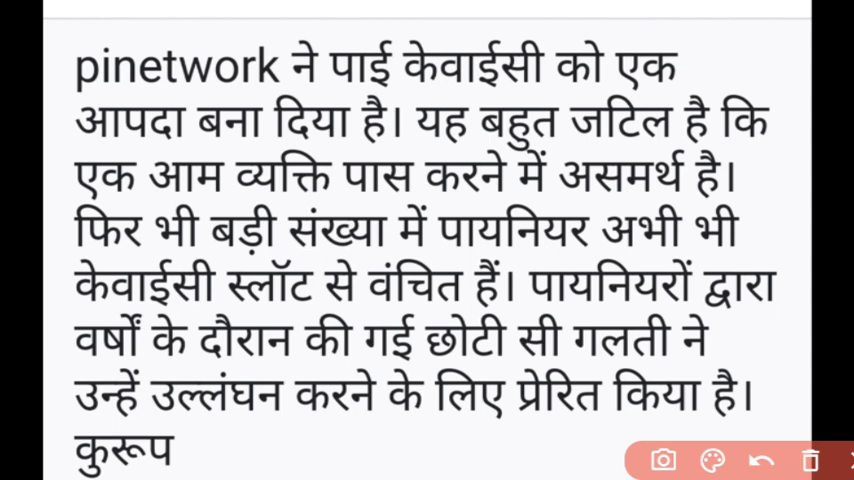 pinetwork ने पाई केवाईसी को एक
आपदा बना दिया है। यह बहुत जटिल है कि
एक आम व्यक्ति पास करने में असमर्थ है।
फिर भी बड़ी संख्या में पायनियर अभी भी
केवाईसी स्लॉट से वंचित हैं। पायनियरों द्वारा
वर्षों के दौरान की गई छोटी सी गलती ने
उन्हें उल्लंघन करने के लिए प्रेरित किया है।
कुरूप